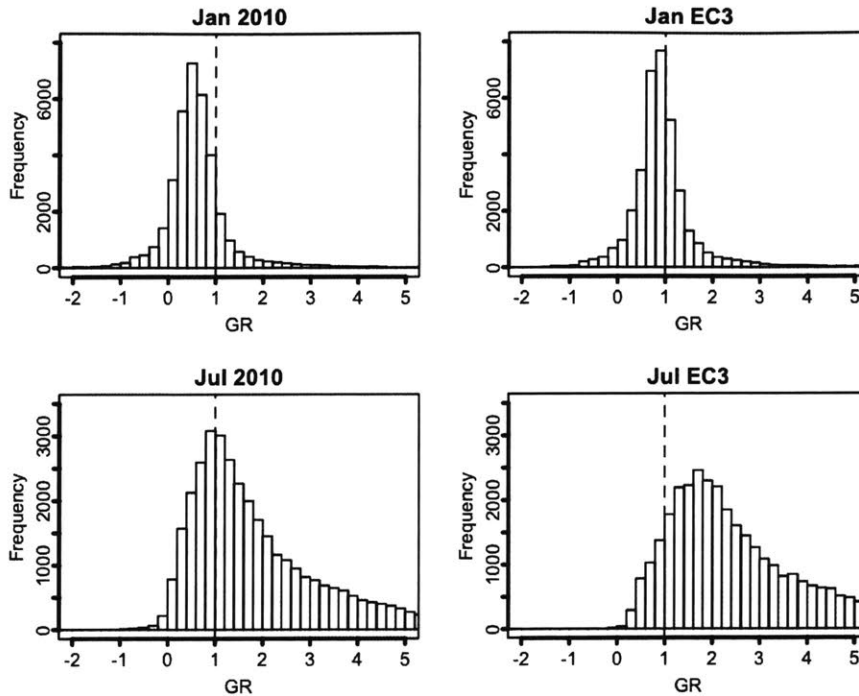 Jan 2010
Frequency
0 2000 6000
-2 -1 0 1 2 3 4 5
GR
Jan EC3
Frequency
0 2000 6000
-2 -1 0 1 2 3 4 5
GR
Jul 2010
Frequency
0 1000 2000 3000
-2 -1 0 1 2 3 4 5
GR
Jul EC3
Frequency
0 1000 2000 3000
-2 -1 0 1 2 3 4 5
GR